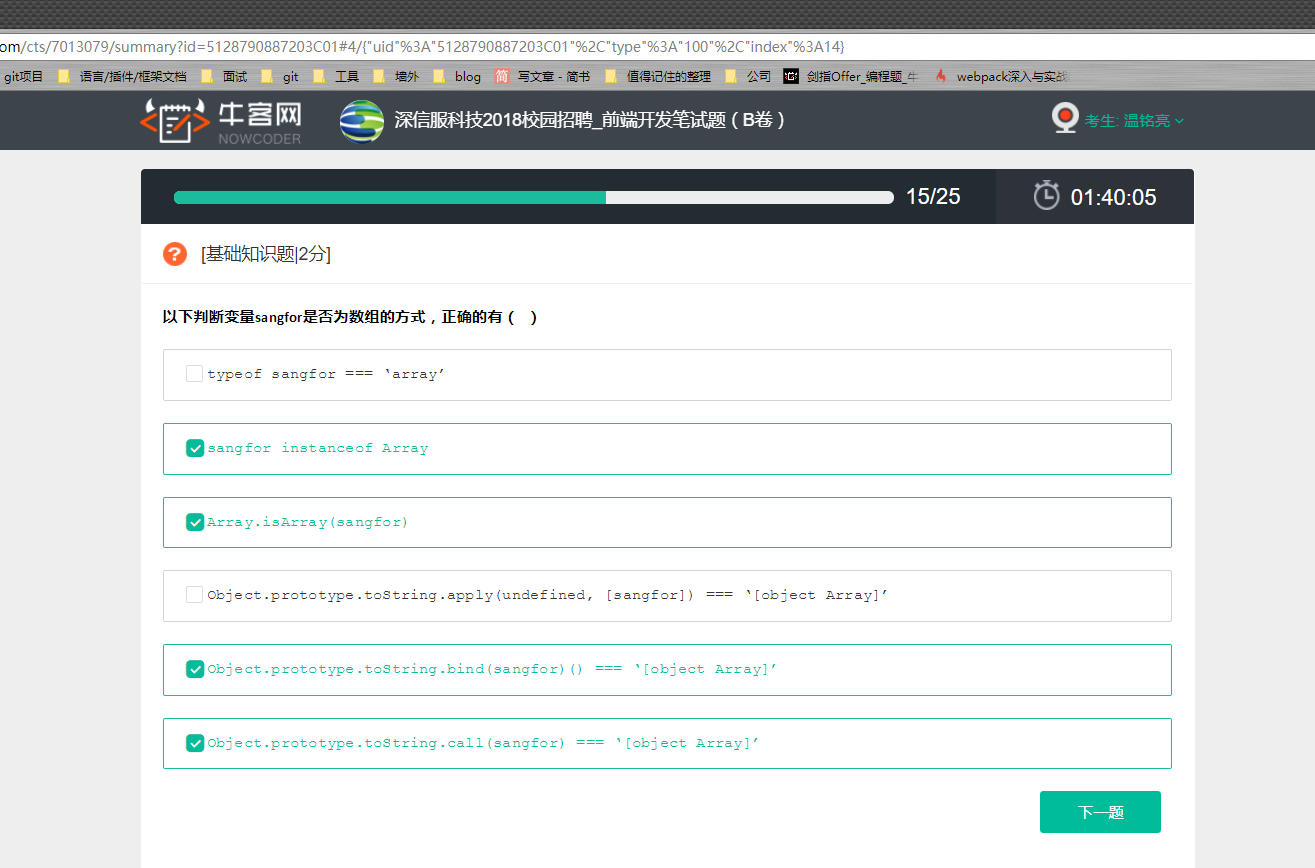 om/cts/7013079/summary?id=5128790887203C01#4/{"uid"%3A"5128790887203C01"%2C"type"%3A"100"%2C"index"%3A14}
git项目 语言/插件/框架文档 面试 git 工具 墙外 blog 简 写文章 - 简书 值得记住的整理 公司 剑指Offer_编程题_牛 webpack深入与实战
牛客网
NOWCODER
深信服科技2018校园招聘_前端开发笔试题（B卷）
考生: 温铭亮
15/25
01:40:05
? [基础知识题|2分]
以下判断变量sangfor是否为数组的方式，正确的有（ ）
typeof sangfor === ‘array’
sangfor instanceof Array
Array.isArray(sangfor)
Object.prototype.toString.apply(undefined, [sangfor]) === ‘[object Array]’
Object.prototype.toString.bind(sangfor)() === ‘[object Array]’
Object.prototype.toString.call(sangfor) === ‘[object Array]’
下一题